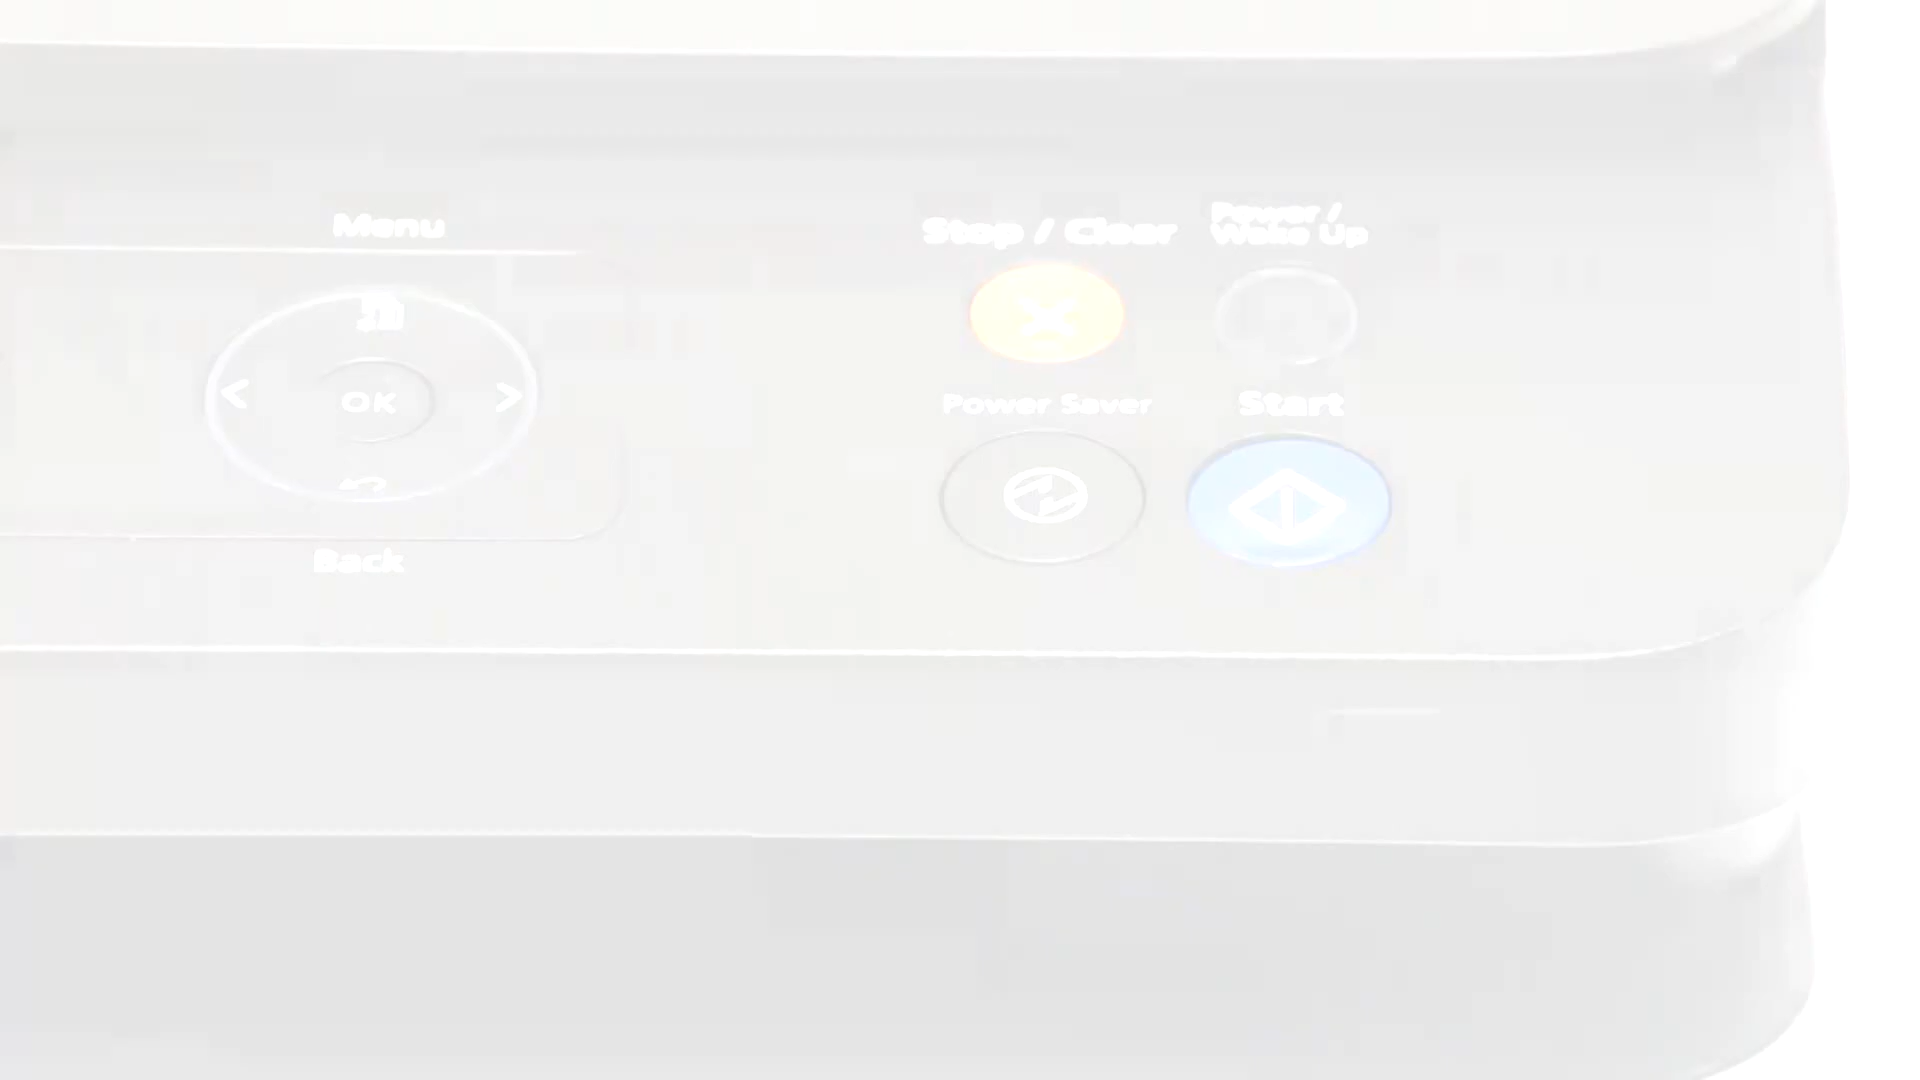 Menu
Stop / Clear
Power /
Wake Up
OK
Power Saver
Start
Back